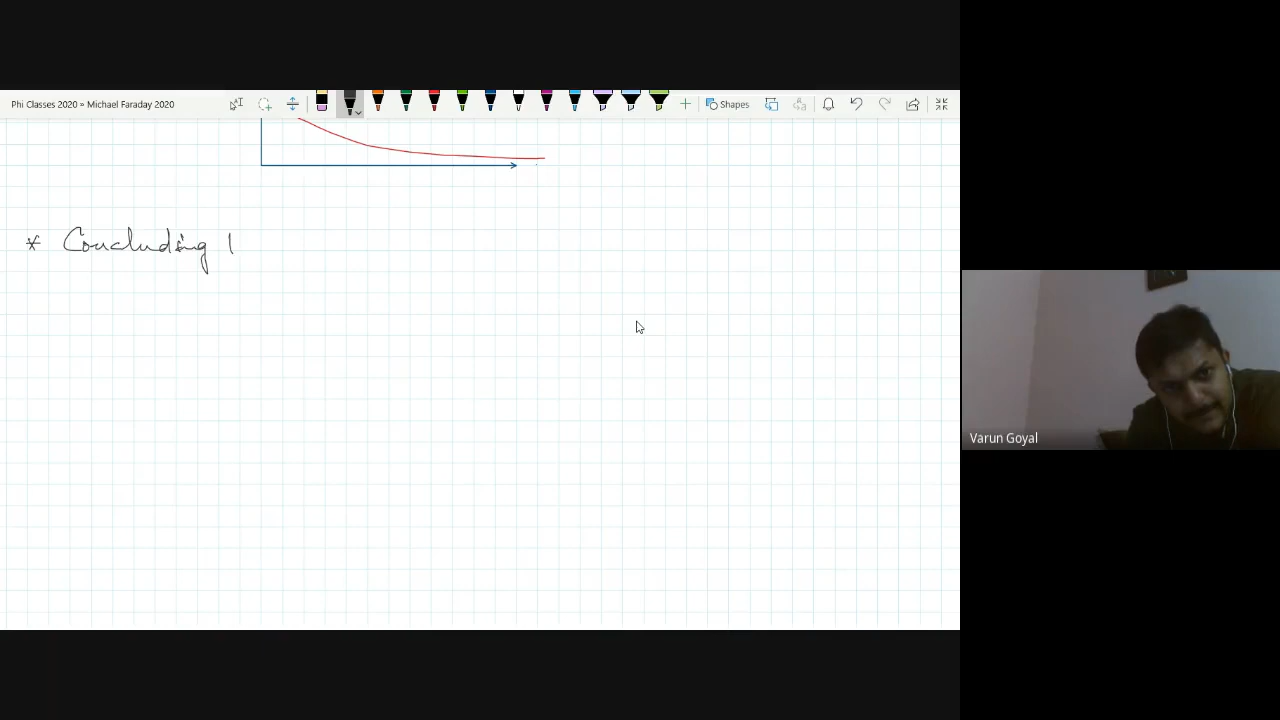 Phi Classes 2020 » Michael Faraday 2020
Shapes
* Concluding
Varun Goyal